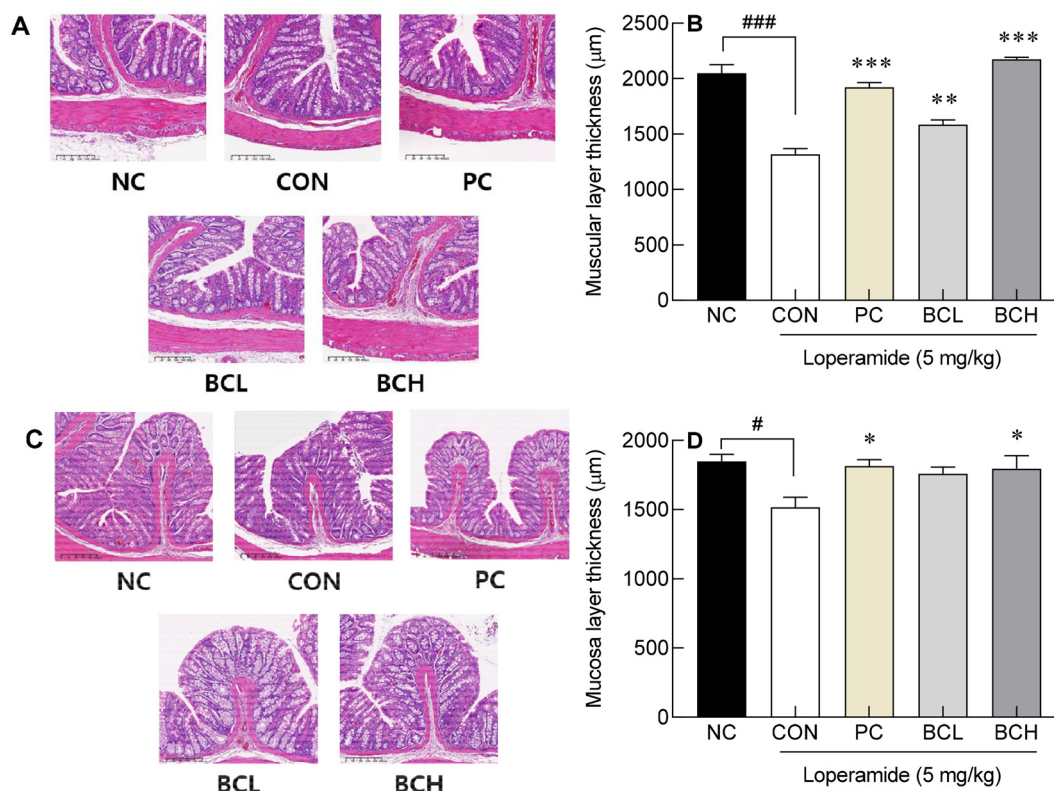 A
NC
CON
PC
BCL
BCH
B
Muscular layer thickness (μm)
2500
2000
1500
1000
500
0
###
***
**
***
NC
CON
PC
BCL
BCH
Loperamide (5 mg/kg)
C
NC
CON
PC
BCL
BCH
D
Mucosa layer thickness (μm)
2000
1500
1000
500
0
#
*
*
NC
CON
PC
BCL
BCH
Loperamide (5 mg/kg)